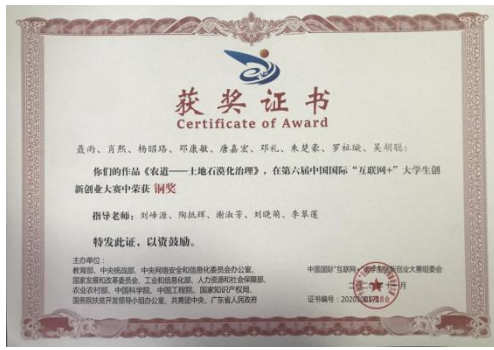 获奖证书
Certificate of Award
聂雨、肖熙、杨昭珞、邓康敏、唐嘉宏、邓礼、朱楚豪、罗祉璇、吴胡聪：
你们的作品《农道——土地石漠化治理》，在第六届中国国际“互联网+”大学生创
新创业大赛中荣获 铜奖
指导老师：刘峰源、陶抵辉、谢淑芳、刘晓萌、李翠莲
特发此证，以资鼓励。
主办单位：
教育部、中央统战部、中央网络安全和信息化委员会办公室、
国家发展和改革委员会、工业和信息化部、人力资源和社会保障部、
农业农村部、中国科学院、中国工程院、国家知识产权局、
国务院扶贫开发领导小组办公室、共青团中央、广东省人民政府
中国国际“互联网+”大学生创新创业大赛组委会
二〇二〇年十一月
证书编号：